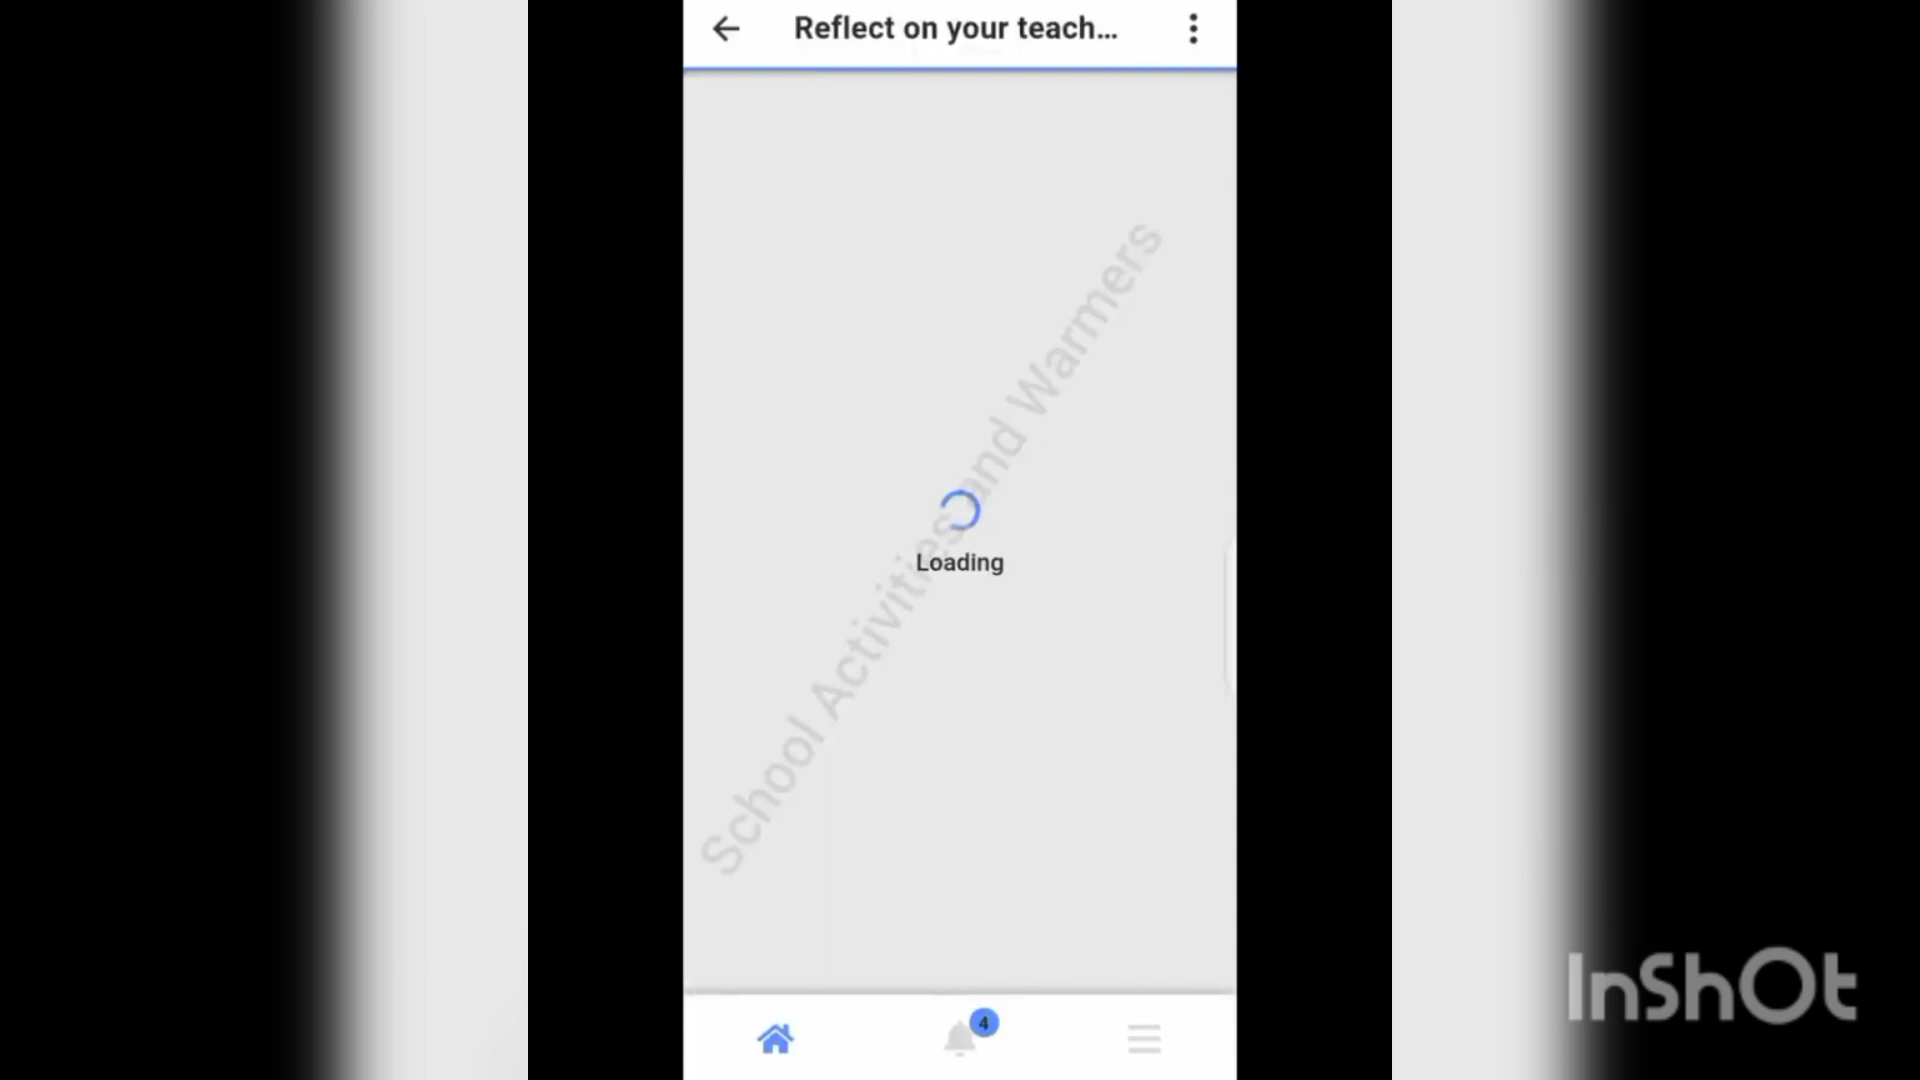 Reflect on your teach...
School Activities and Warmers
Loading
4
InShOt